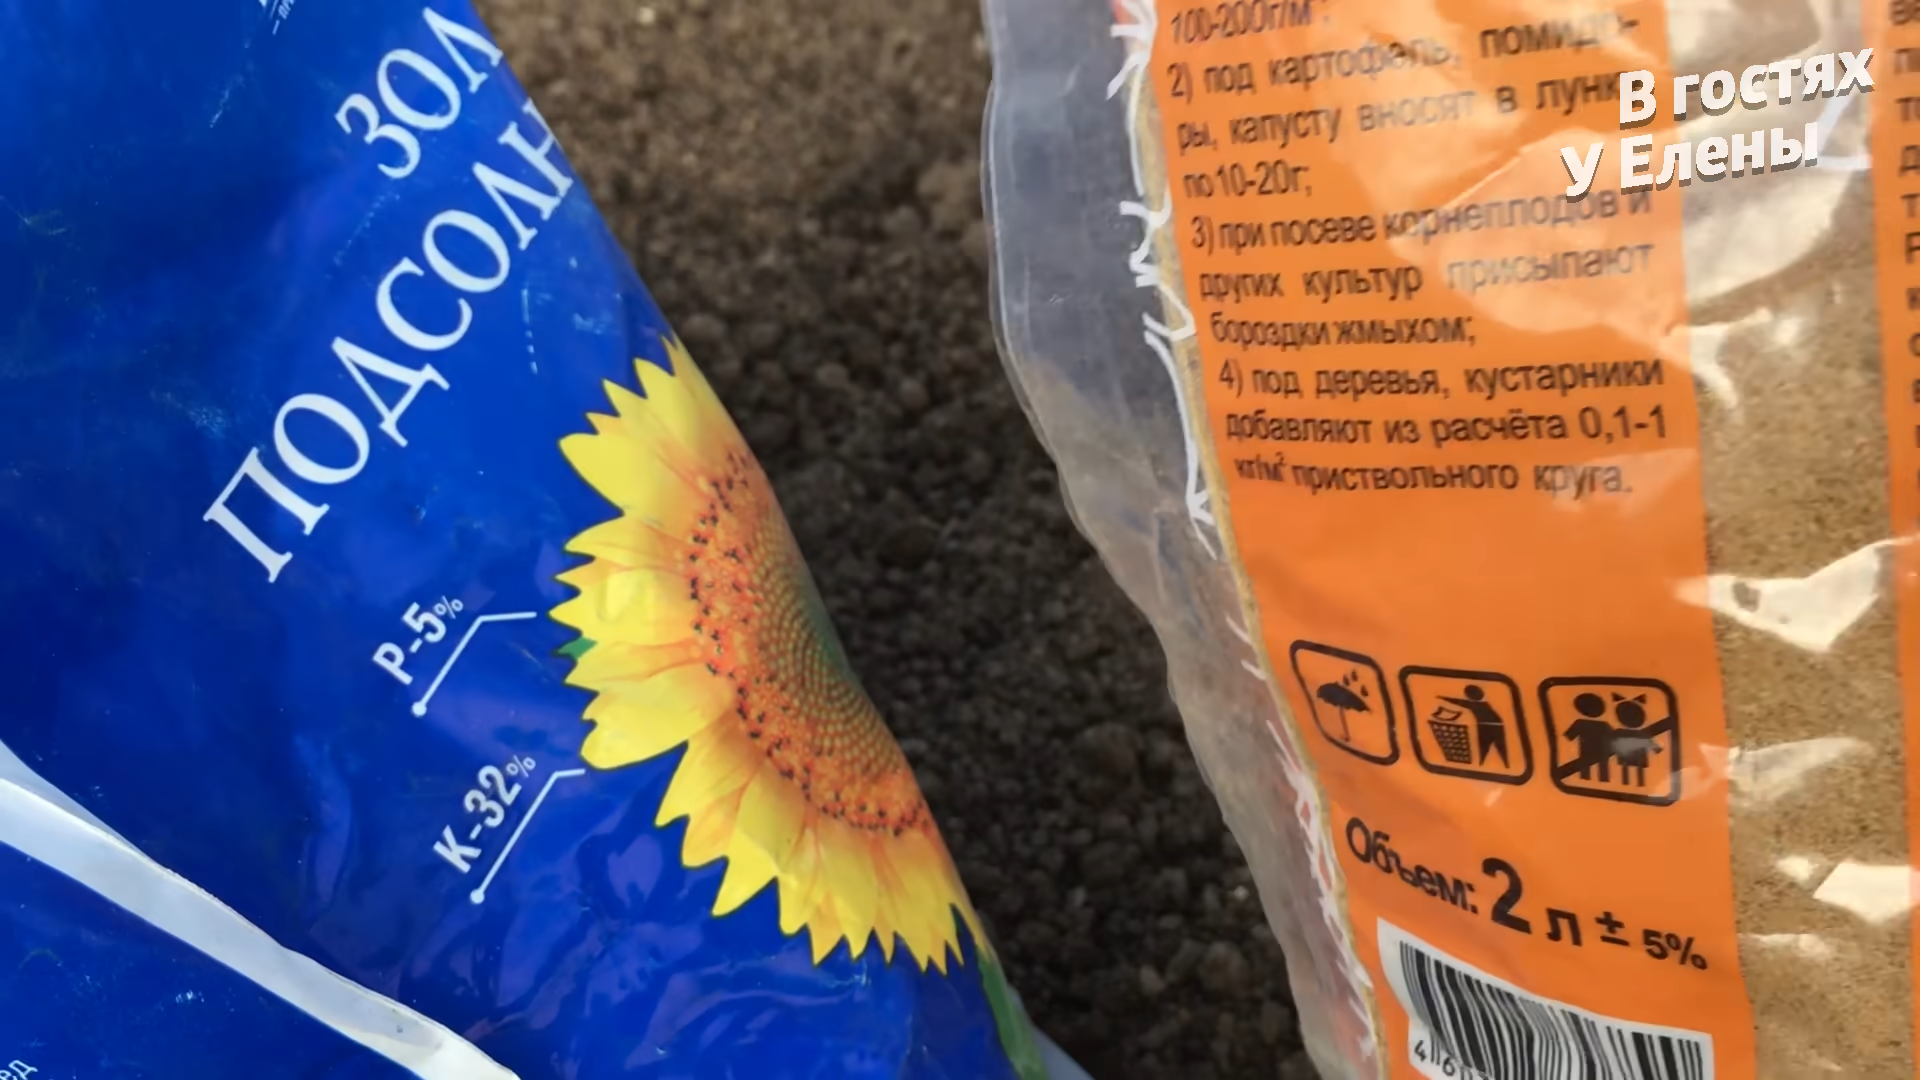 ЗОЛ
ПОДСОЛН
Р-5%
К-32%
100-200г/м²:
2) под картофель, помидо-
ры, капусту вносят в лунки
по 10-20г;
3) при посеве корнеплодов и
других культур присыпают
бороздки жмыхом;
4) под деревья, кустарники
добавляют из расчёта 0,1-1
кг/м² приствольного круга.
Объем: 2 л ± 5%
В гостях
у Елены